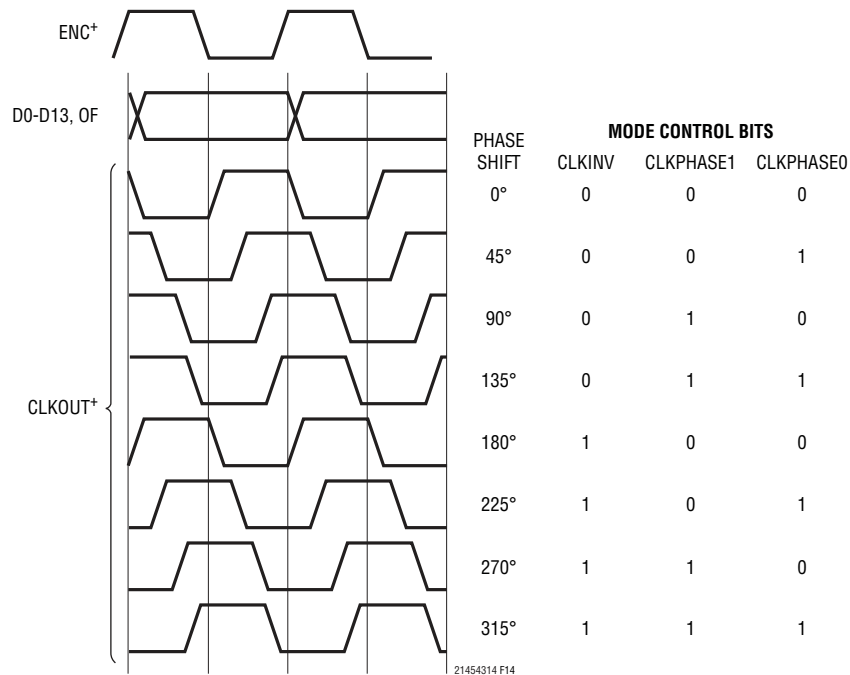 ENC+
D0-D13, OF
CLKOUT+
PHASE SHIFT
MODE CONTROL BITS
CLKINV CLKPHASE1 CLKPHASE0
0° 0 0 0
45° 0 0 1
90° 0 1 0
135° 0 1 1
180° 1 0 0
225° 1 0 1
270° 1 1 0
315° 1 1 1
21454314 F14